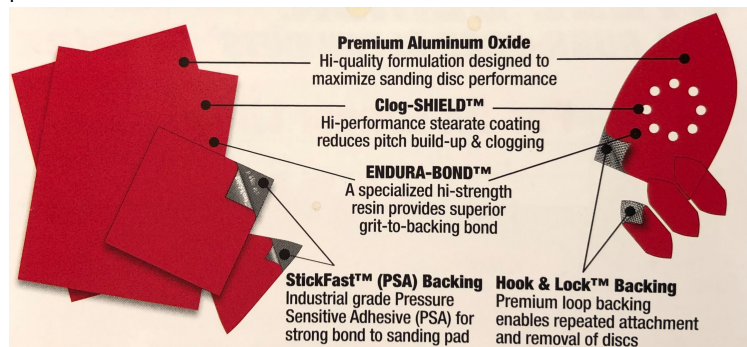 Premium Aluminum Oxide
Hi-quality formulation designed to
maximize sanding disc performance
Clog-SHIELD™
Hi-performance stearate coating
reduces pitch build-up & clogging
ENDURA-BOND™
A specialized hi-strength
resin provides superior
grit-to-backing bond
StickFast™ (PSA) Backing
Industrial grade Pressure
Sensitive Adhesive (PSA) for
strong bond to sanding pad
Hook & Lock™ Backing
Premium loop backing
enables repeated attachment
and removal of discs